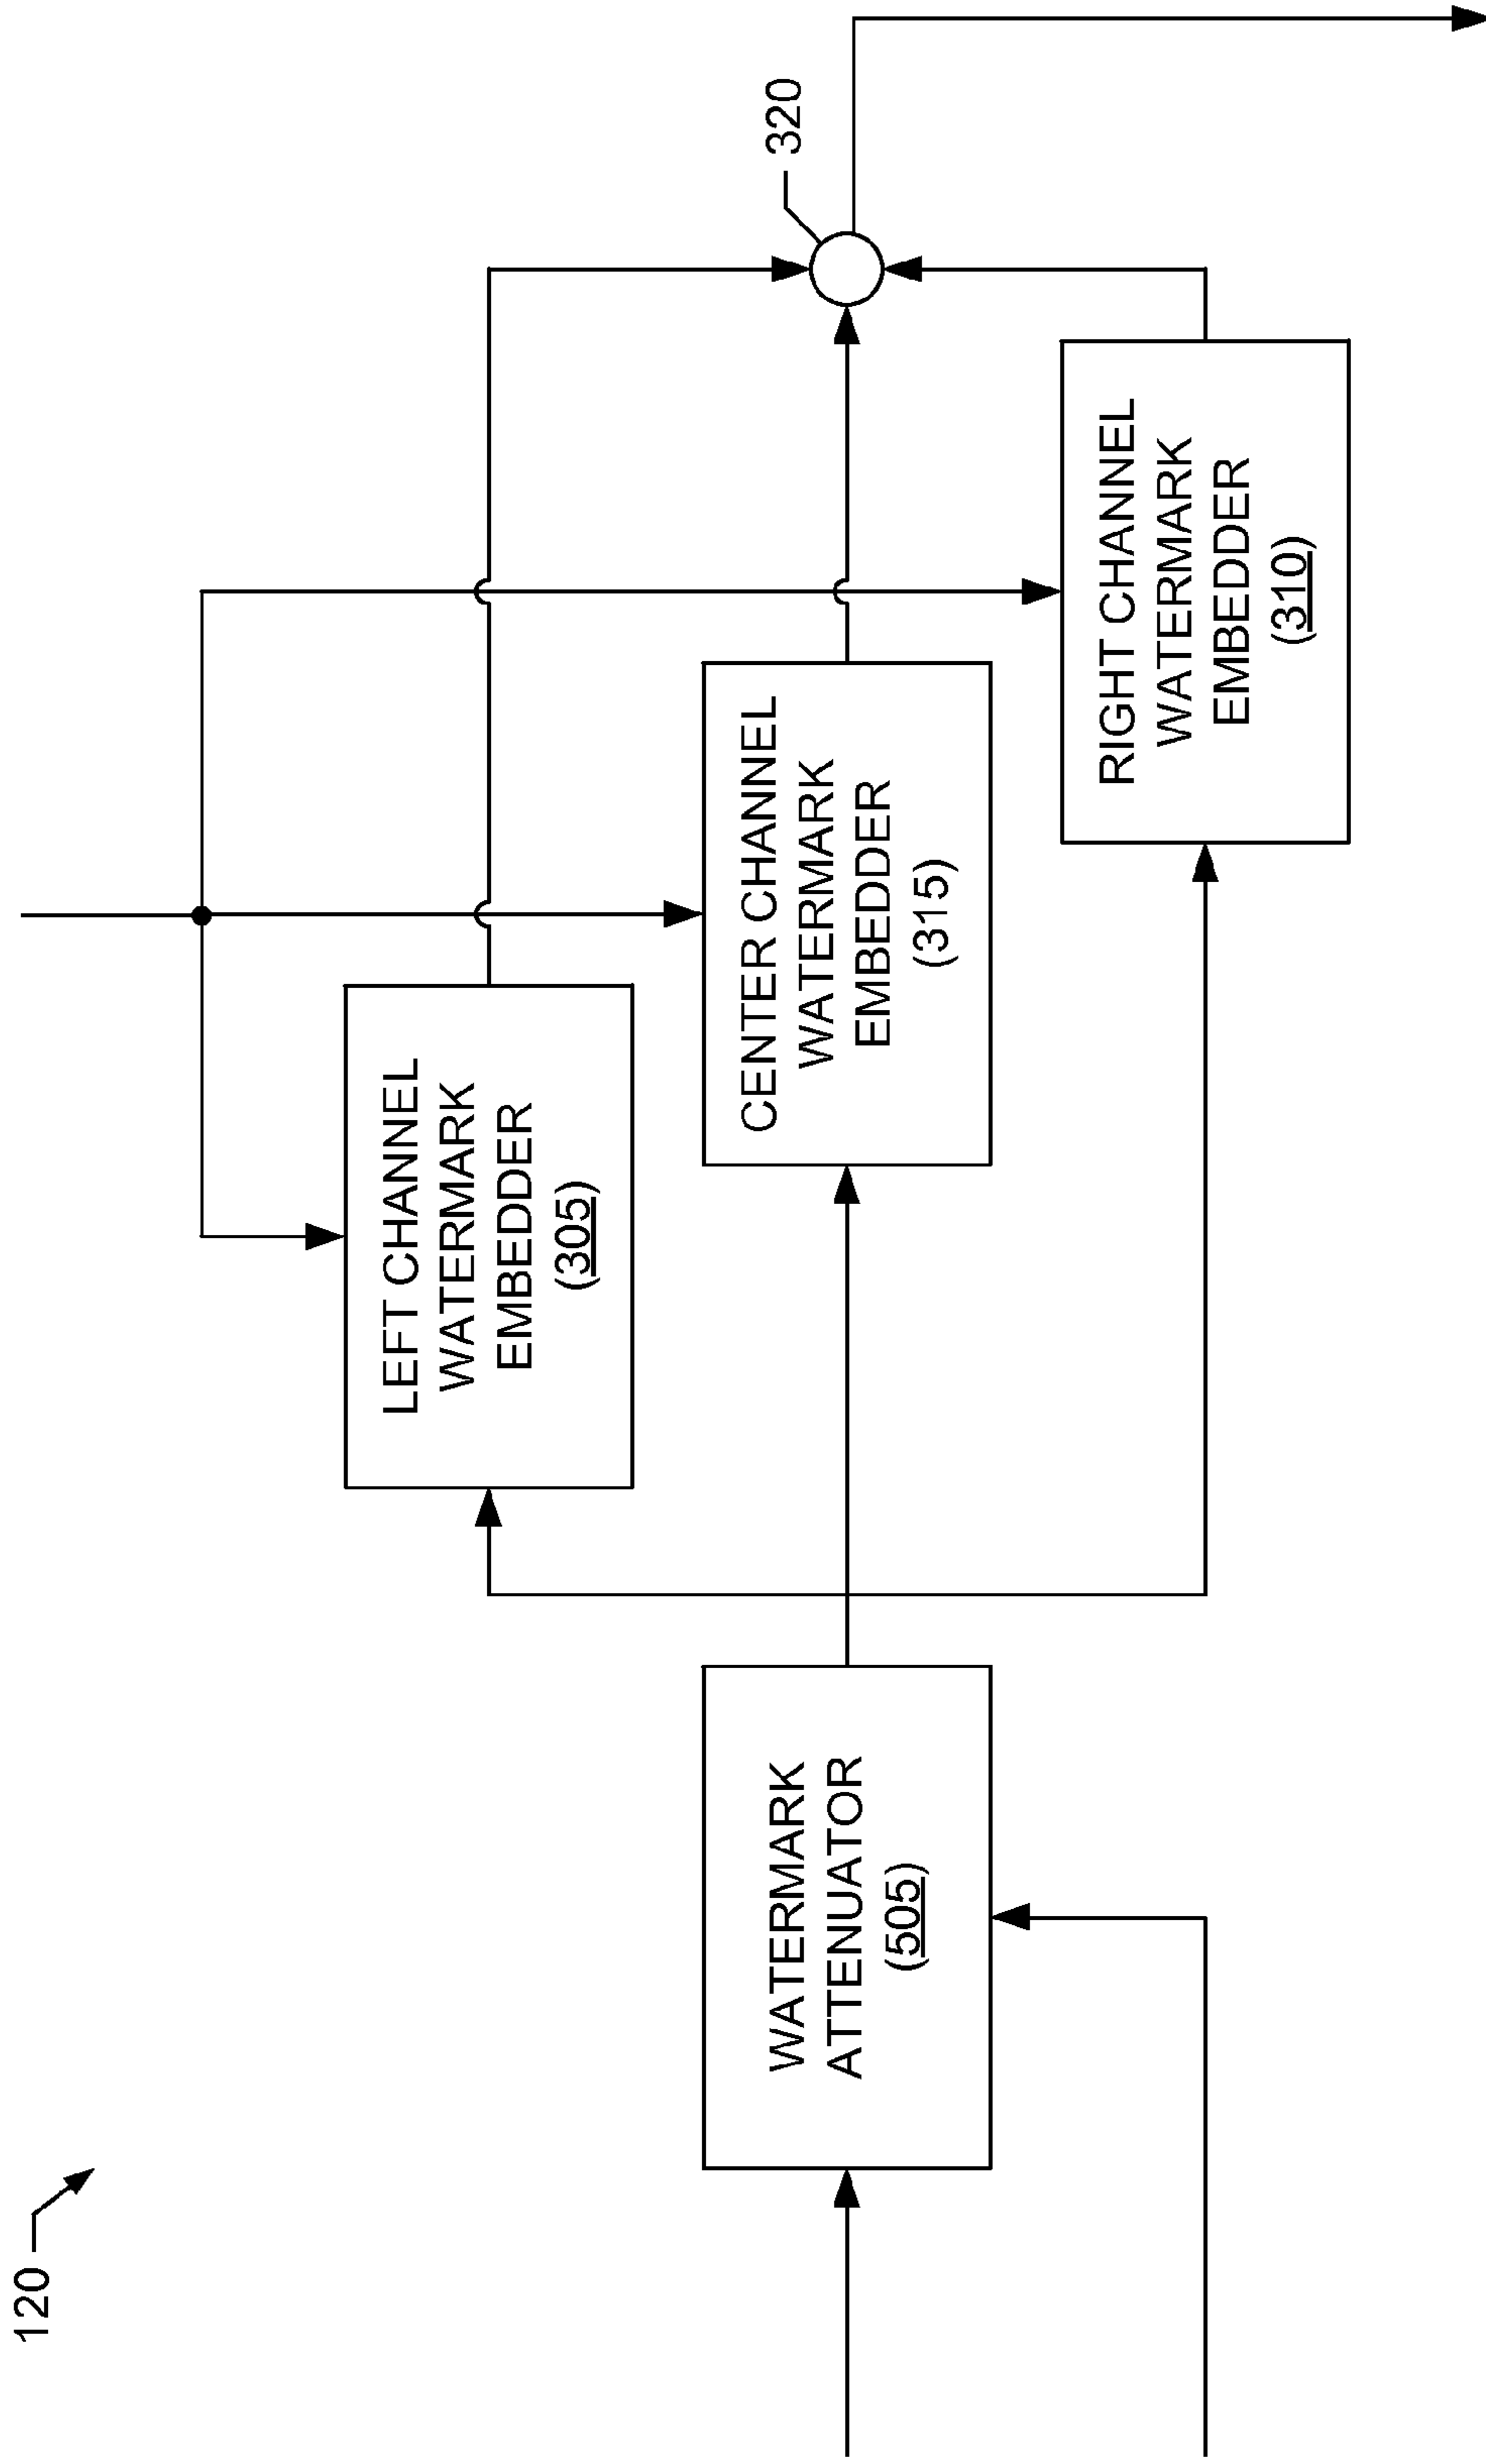 120
LEFT CHANNEL
WATERMARK
EMBEDDER
(305)
WATERMARK
ATTENUATOR
(505)
CENTER CHANNEL
WATERMARK
EMBEDDER
(315)
320
RIGHT CHANNEL
WATERMARK
EMBEDDER
(310)